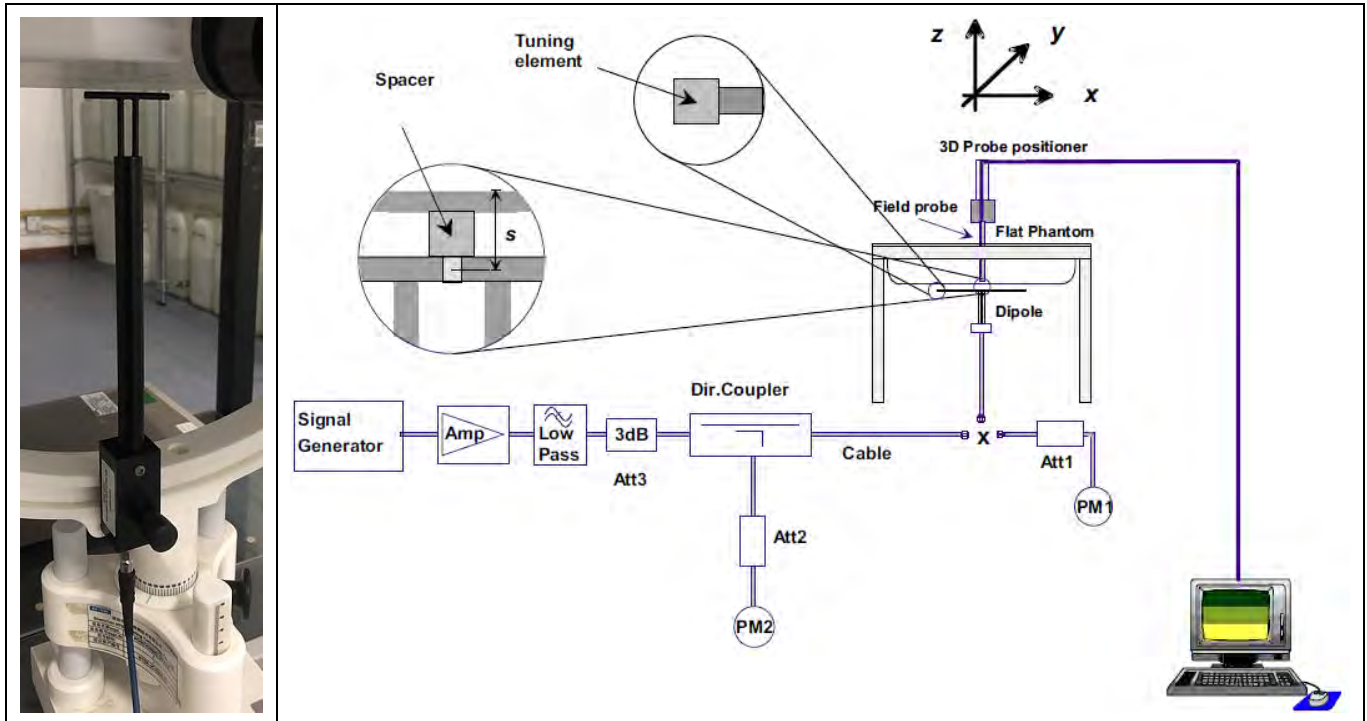 Tuning
element
Spacer
s
z
y
x
3D Probe positioner
Field probe
Flat Phantom
Dipole
Dir.Coupler
Signal
Generator
Amp
Low
Pass
3dB
Att3
Cable
x
Att1
PM1
Att2
PM2